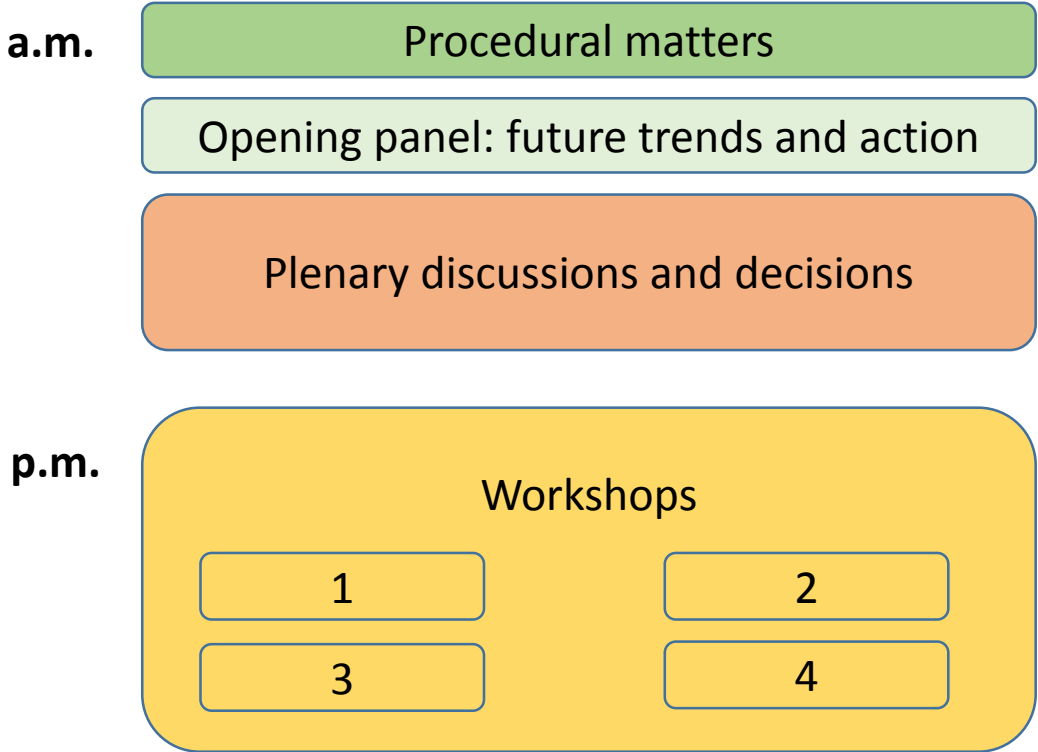 a.m.
Procedural matters
Opening panel: future trends and action
Plenary discussions and decisions
p.m.
Workshops
1
2
3
4